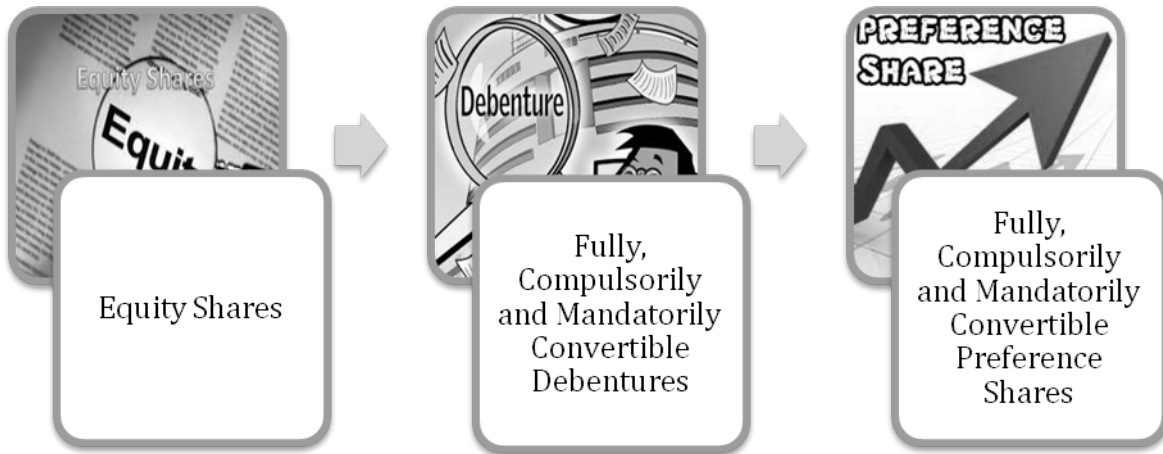 Equity Shares
Equit
Equity Shares
Debenture
Fully,
Compulsorily
and Mandatorily
Convertible
Debentures
PREFERENCE
SHARE
Fully,
Compulsorily
and Mandatorily
Convertible
Preference
Shares